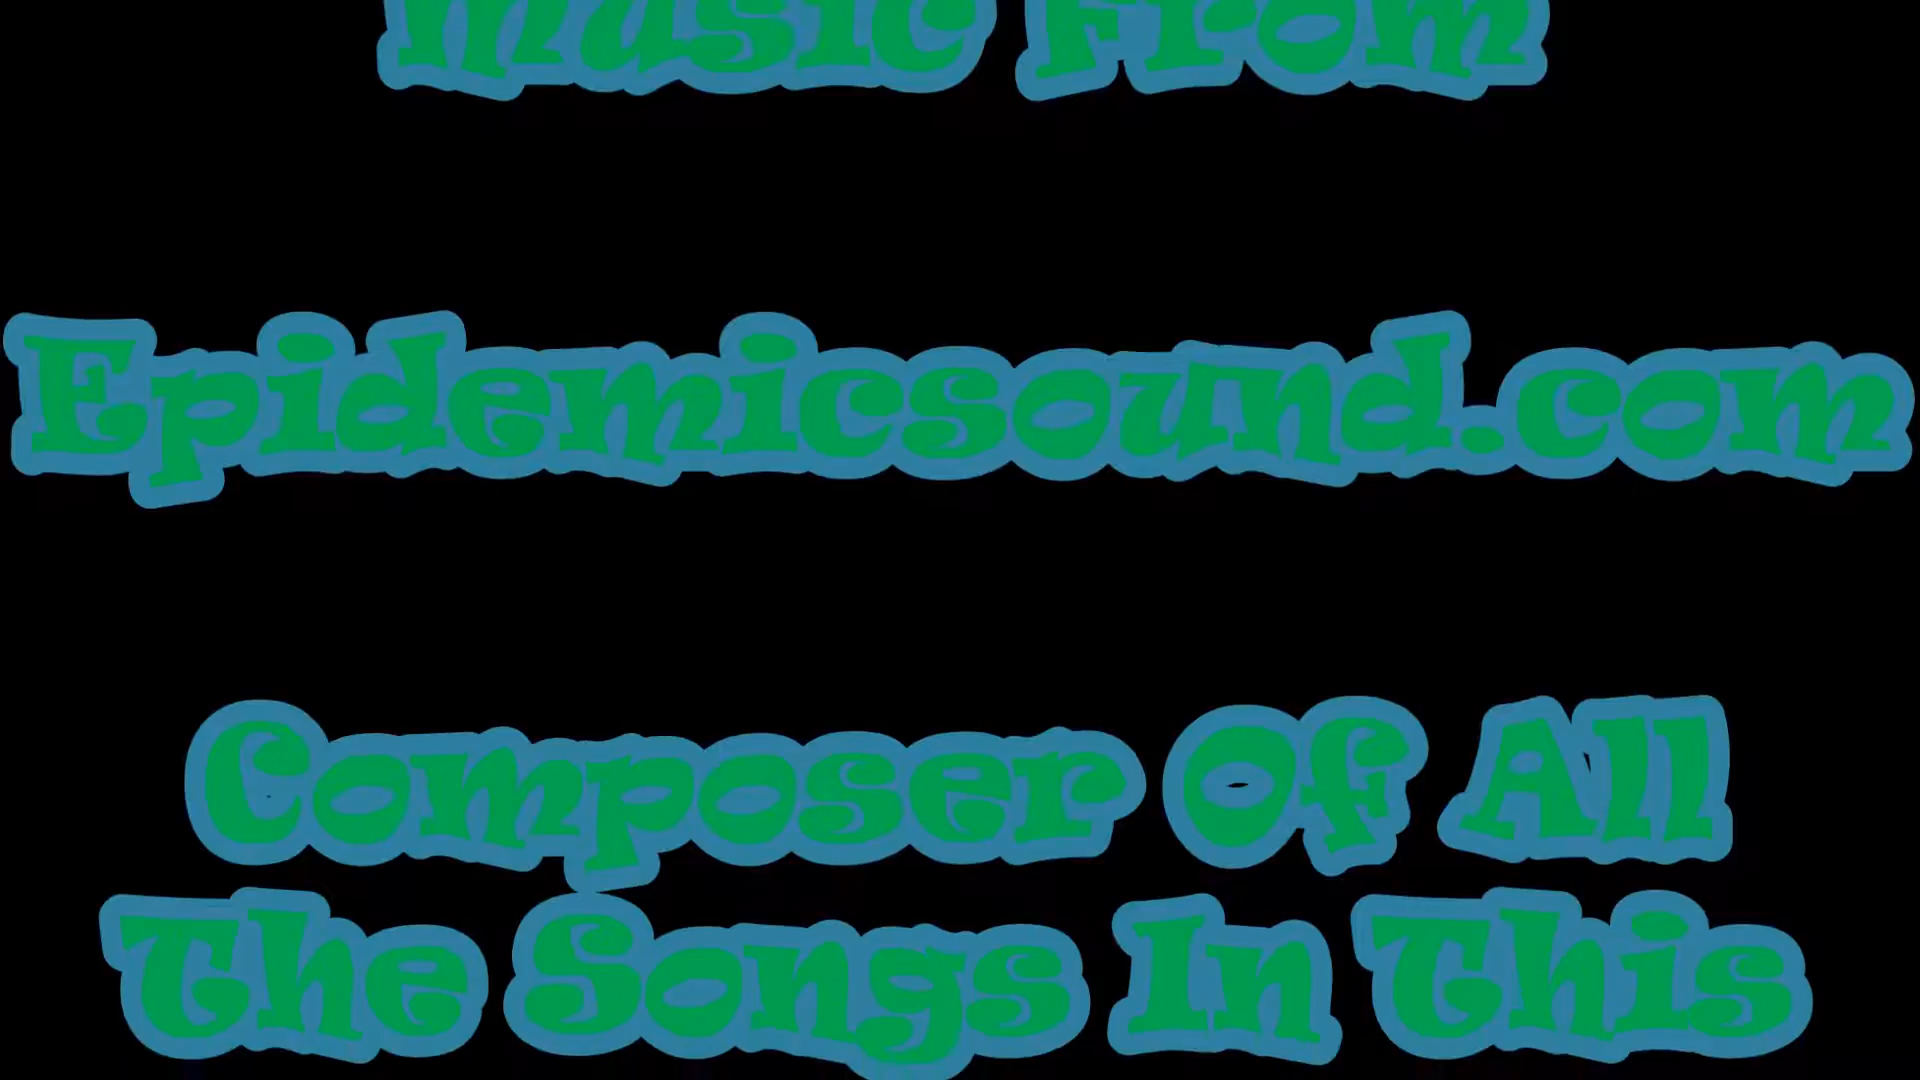 Music From
Epidemicsound.com
Composer Of All
The Songs In This